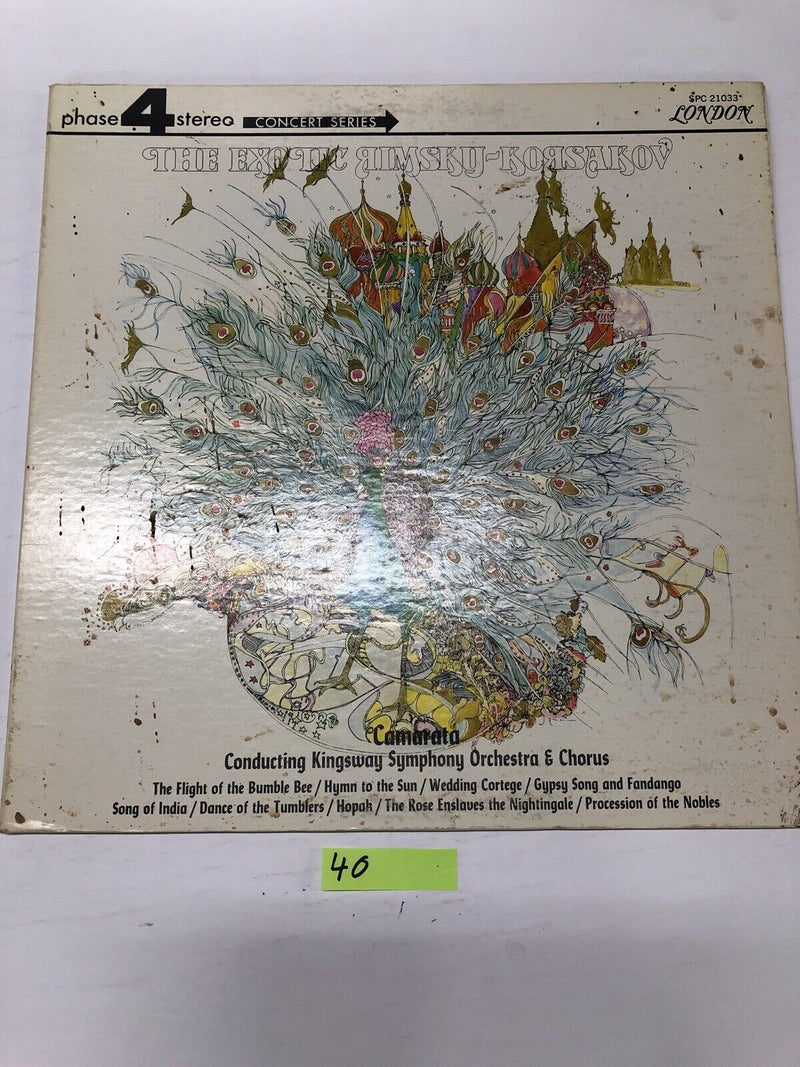 phase 4 stereo CONCERT SERIES
SPC 21033*
LONDON
THE EXOTIC RIMSKY-KORSAKOV
Camarata
Conducting Kingsway Symphony Orchestra & Chorus
The Flight of the Bumble Bee / Hymn to the Sun / Wedding Cortege / Gypsy Song and Fandango
Song of India / Dance of the Tumblers / Hopak / The Rose Enslaves the Nightingale / Procession of the Nobles
40